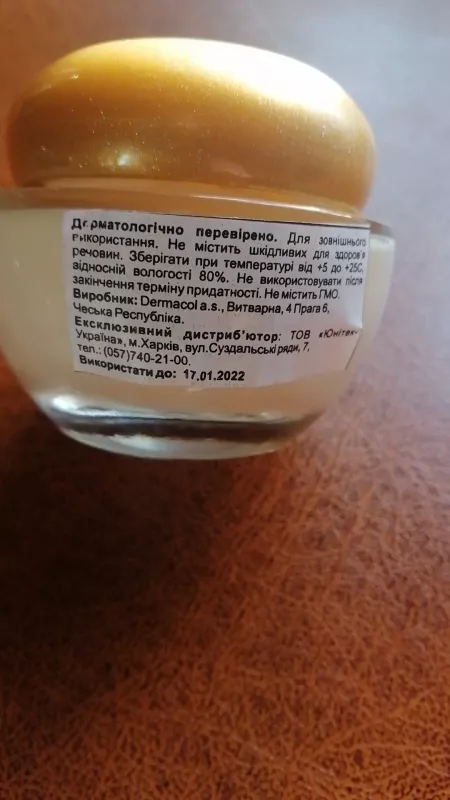 Дерматологічно перевірено. Для зовнішнього
використання. Не містить шкідливих для здоров'я
речовин. Зберігати при температурі від +5 до +25С,
відносній вологості 80%. Не використовувати після
закінчення терміну придатності. Не містить ГМО.
Виробник: Dermacol a.s., Витварна, 4 Прага 6,
Чеська Республіка.
Ексклюзивний дистриб'ютор: ТОВ «Юнітек-
Україна», м.Харків, вул.Суздальські ряди, 7,
тел.: (057)740-21-00.
Використати до: 17.01.2022